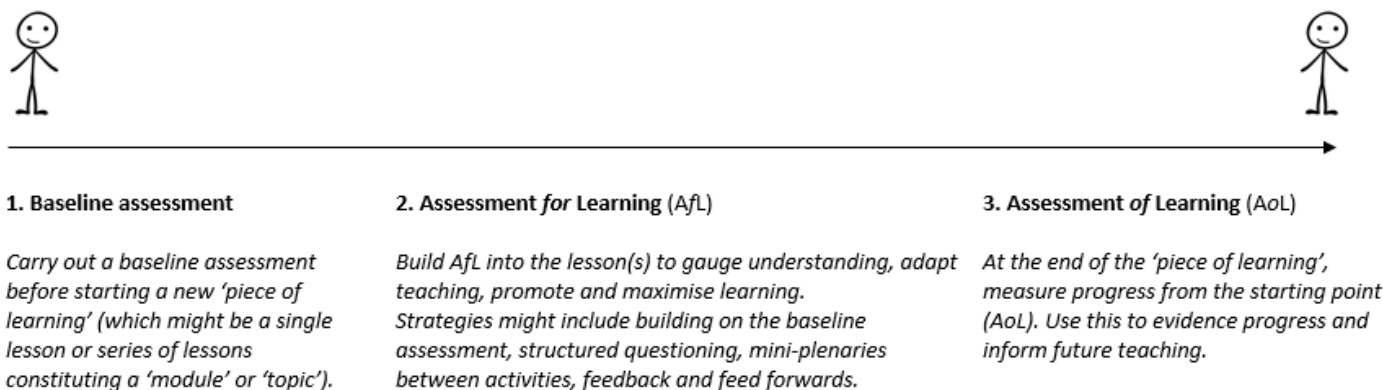 1. Baseline assessment
Carry out a baseline assessment
before starting a new ‘piece of
learning’ (which might be a single
lesson or series of lessons
constituting a ‘module’ or ‘topic’).
2. Assessment for Learning (AfL)
Build AfL into the lesson(s) to gauge understanding, adapt
teaching, promote and maximise learning.
Strategies might include building on the baseline
assessment, structured questioning, mini-plenaries
between activities, feedback and feed forwards.
3. Assessment of Learning (AoL)
At the end of the ‘piece of learning’,
measure progress from the starting point
(AoL). Use this to evidence progress and
inform future teaching.